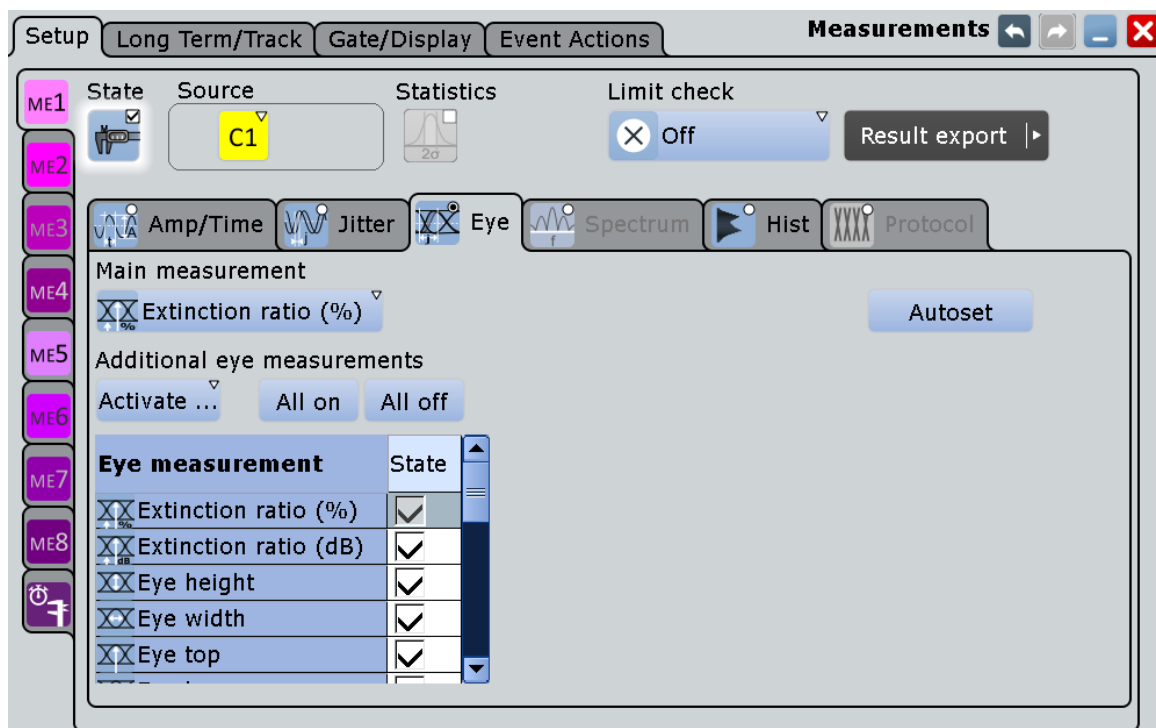 Setup Long Term/Track Gate/Display Event Actions Measurements
ME1 State Source Statistics Limit check
C1 2σ Off Result export
ME2
ME3 Amp/Time Jitter Eye Spectrum Hist Protocol
Main measurement
ME4 Extinction ratio (%) Autoset
ME5 Additional eye measurements
ME6 Activate ... All on All off
Eye measurement State
ME7
Extinction ratio (%)
ME8 Extinction ratio (dB)
Eye height
Eye width
Eye top